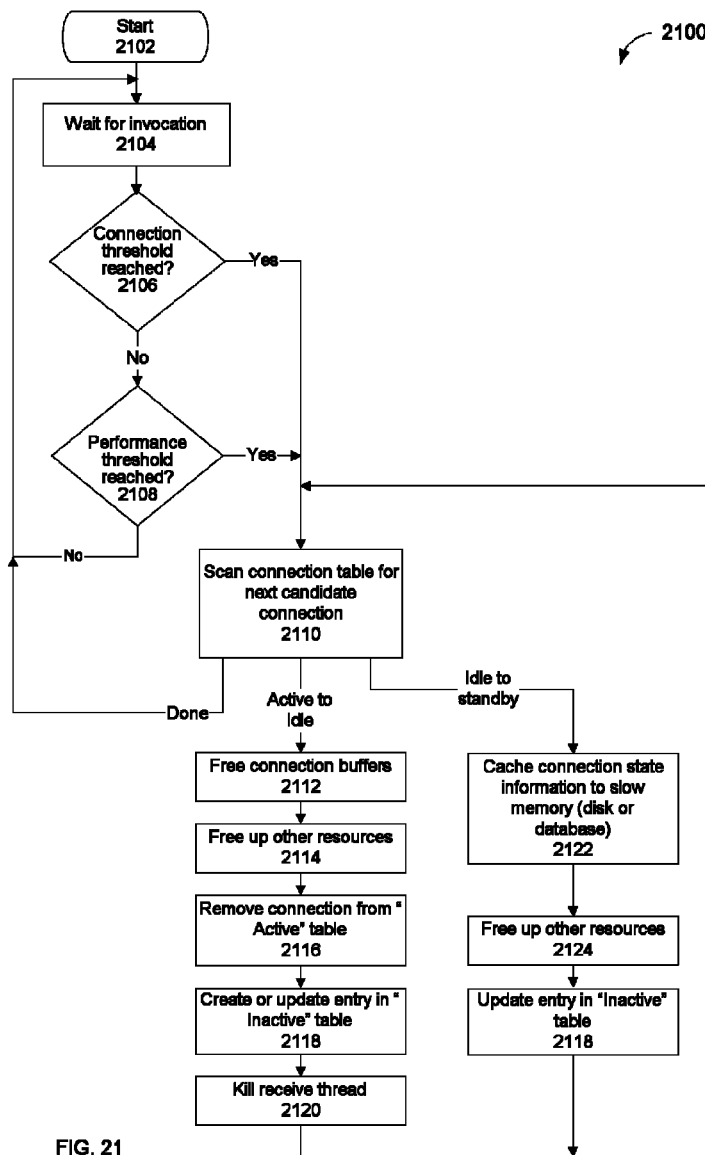 Start
2102
2100
Wait for invocation
2104
Connection
threshold
reached?
2106
Yes
No
Performance
threshold
reached?
2108
Yes
No
Scan connection table for
next candidate
connection
2110
Done
Active to
Idle
Idle to
standby
Free connection buffers
2112
Cache connection state
information to slow
memory (disk or
database)
2122
Free up other resources
2114
Remove connection from "
Active" table
2116
Free up other resources
2124
Create or update entry in "
Inactive" table
2118
Update entry in "Inactive"
table
2118
Kill receive thread
2120
FIG. 21